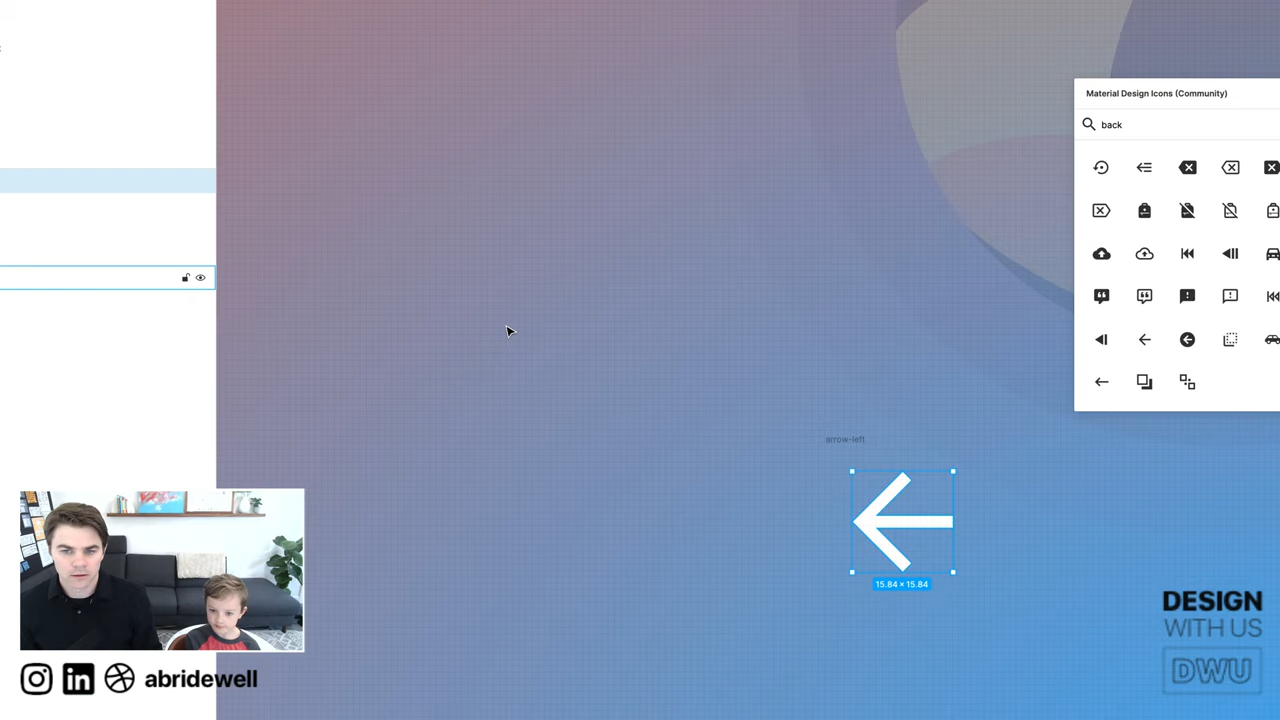 Material Design Icons (Community)
back
arrow-left
15.84 × 15.84
DESIGN
WITH US
DWU
abridewell